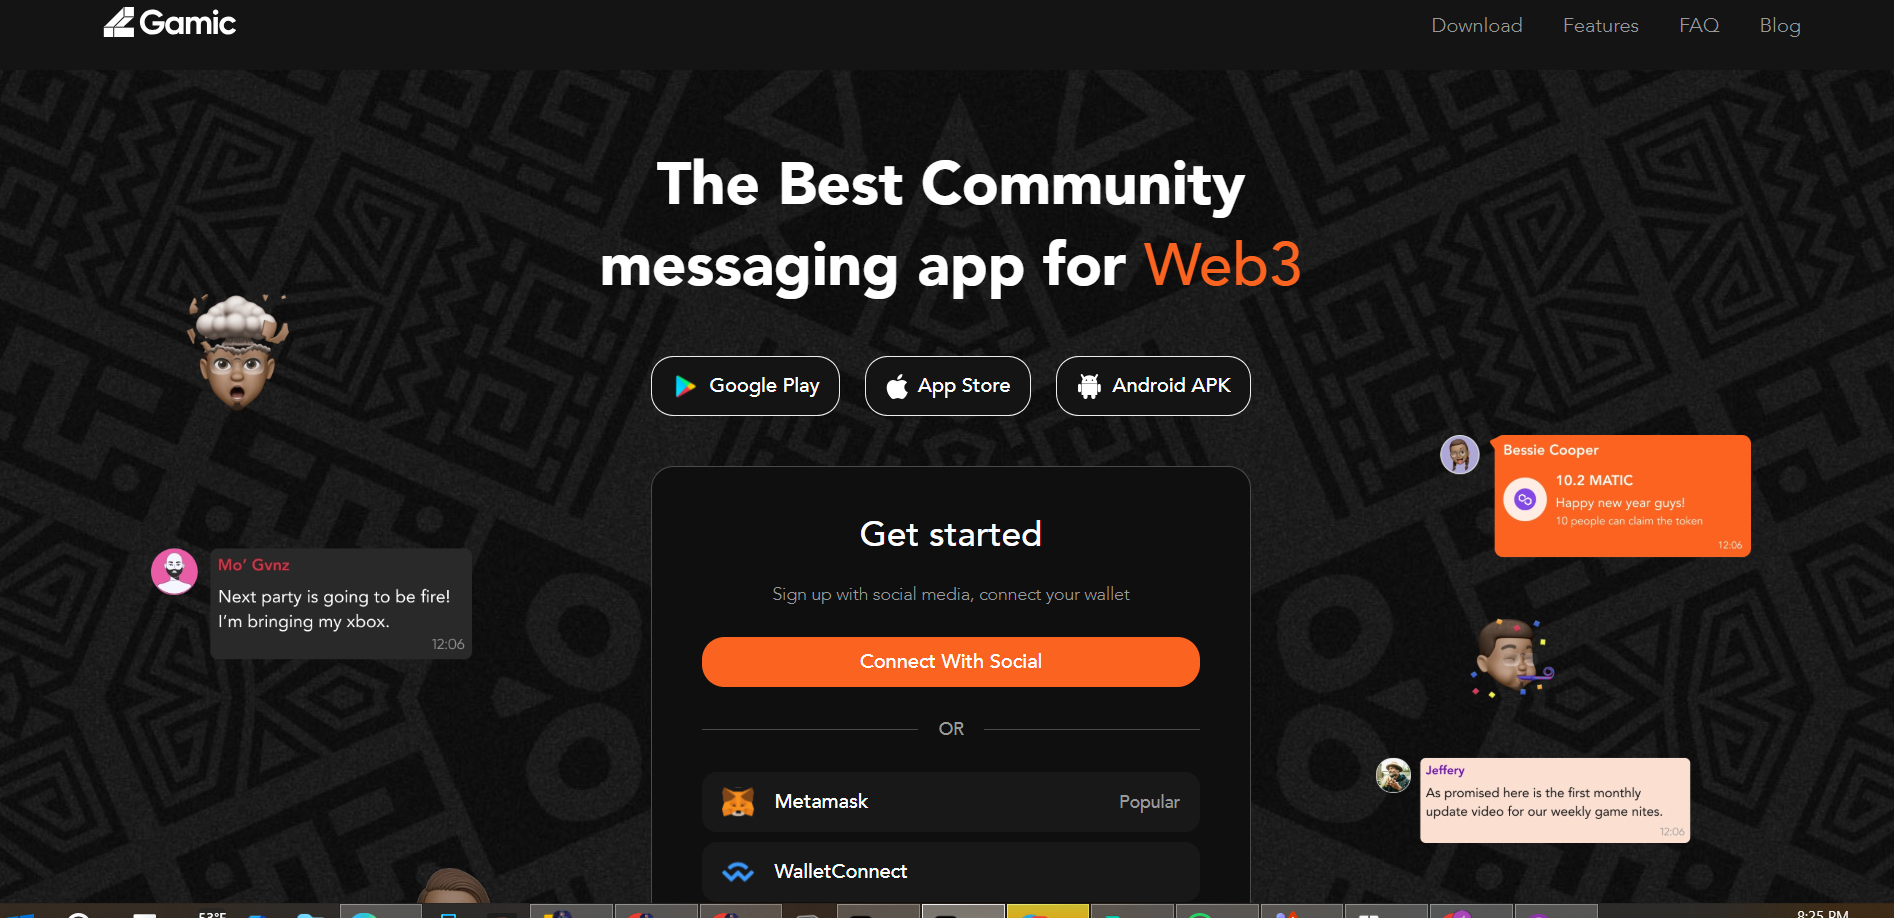 Gamic
Download
Features
FAQ
Blog
The Best Community
messaging app for Web3
Google Play
App Store
Android APK
Bessie Cooper
10.2 MATIC
Happy new year guys!
10 people can claim the token
12:06
Get started
Sign up with social media, connect your wallet
Mo' Gvnz
Next party is going to be fire!
I'm bringing my xbox.
12:06
Connect With Social
OR
Metamask
Popular
Jeffery
As promised here is the first monthly
update video for our weekly game nites.
12:06
WalletConnect
53°F
8:25 PM